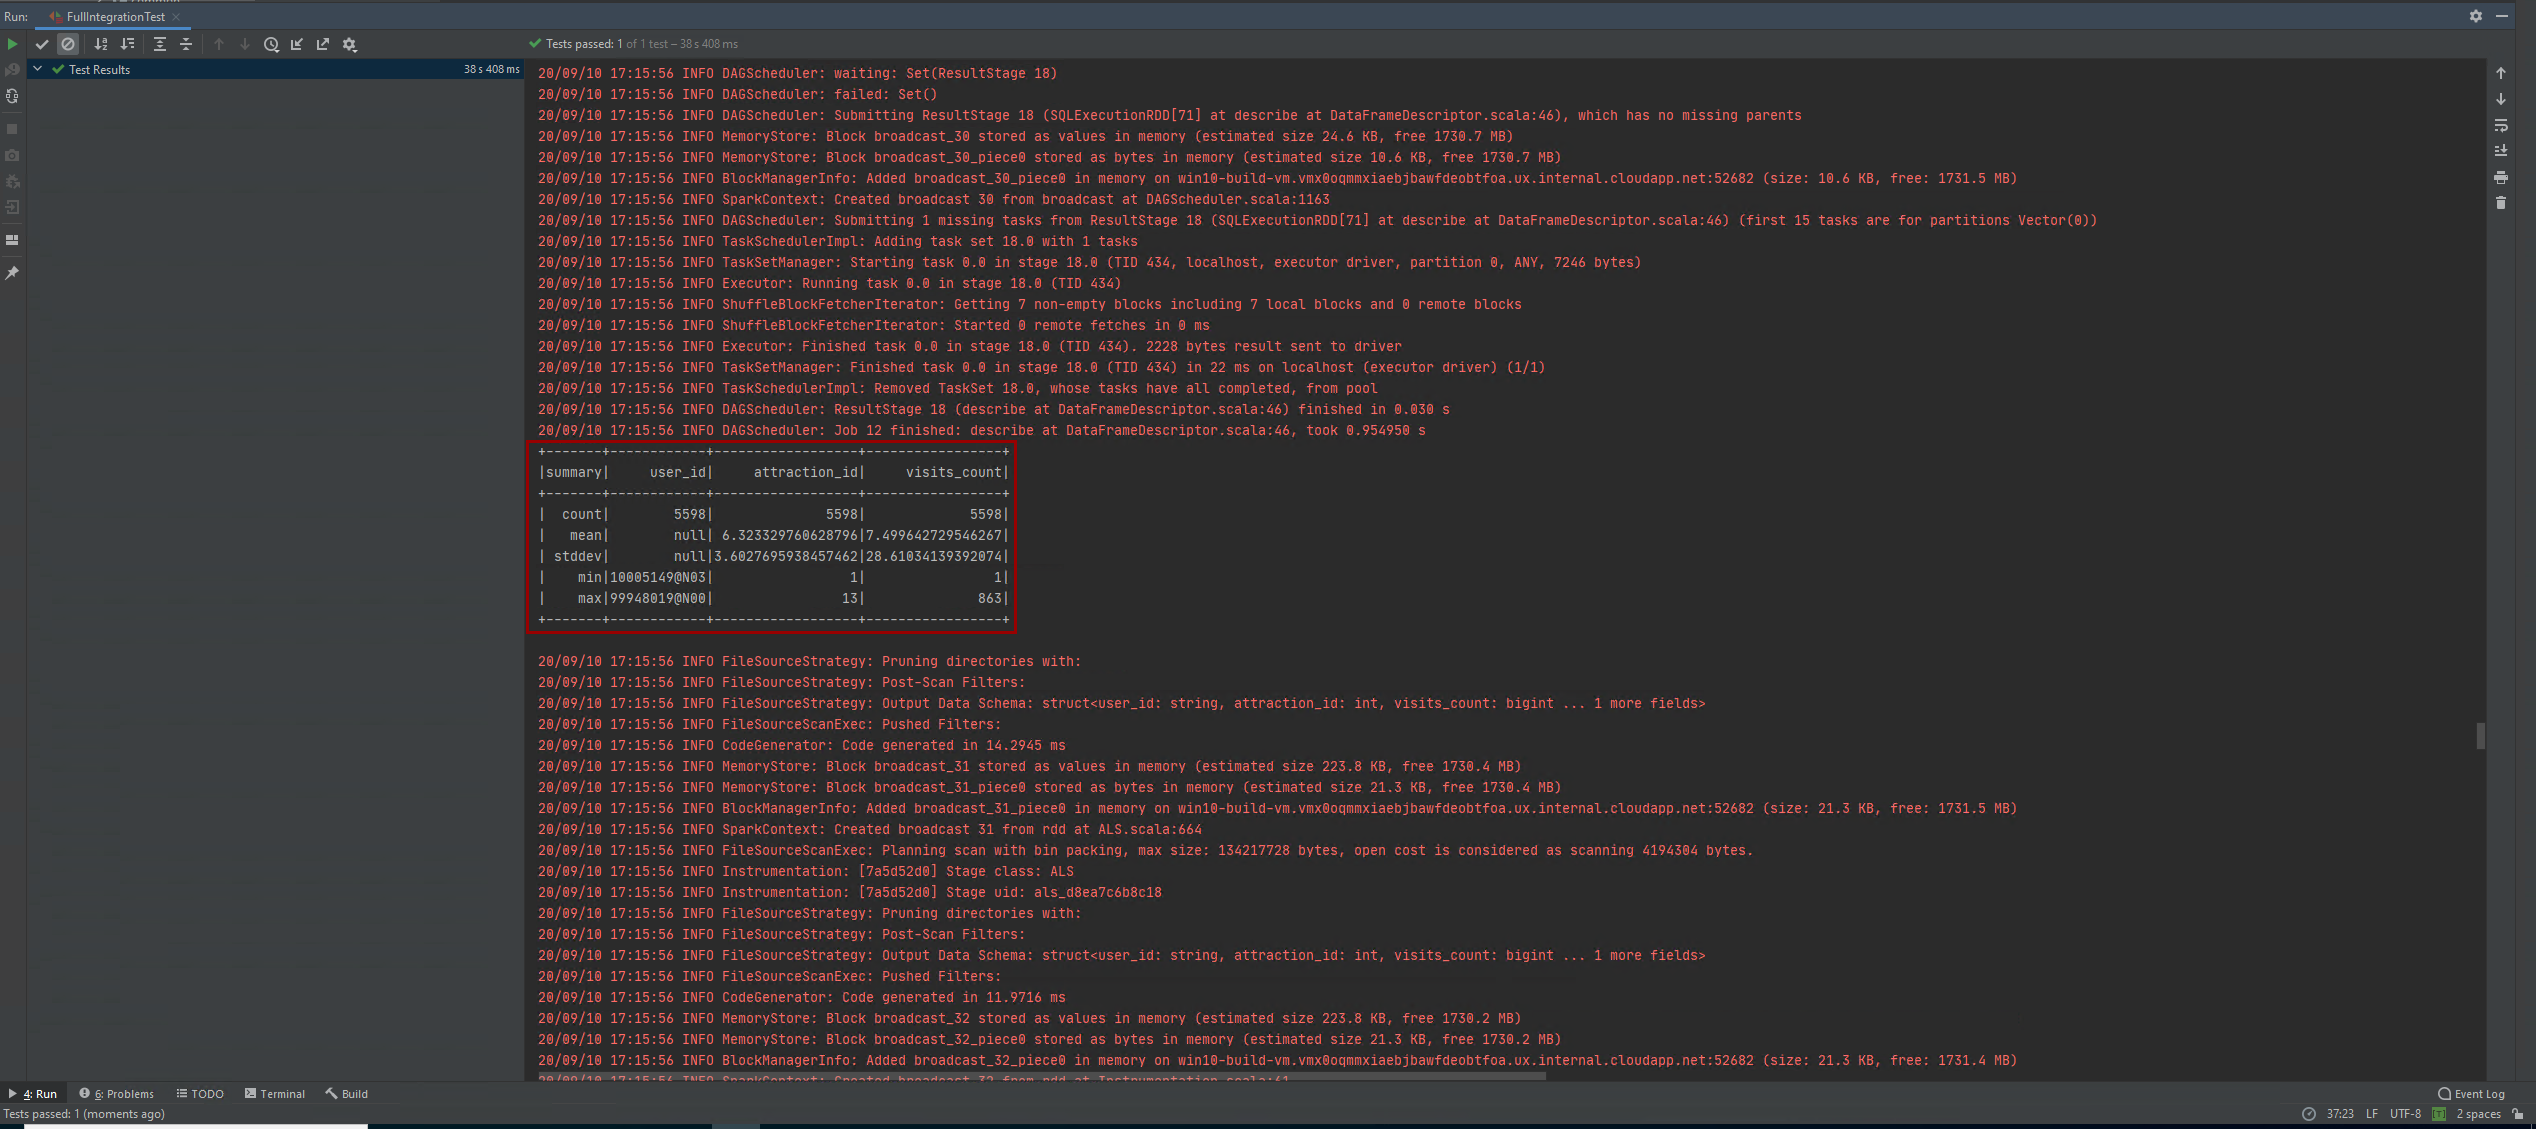 Run: FullIntegrationTest
Tests passed: 1 of 1 test – 38 s 408 ms
Test Results 38 s 408 ms
20/09/10 17:15:56 INFO DAGScheduler: waiting: Set(ResultStage 18)
20/09/10 17:15:56 INFO DAGScheduler: failed: Set()
20/09/10 17:15:56 INFO DAGScheduler: Submitting ResultStage 18 (SQLExecutionRDD[71] at describe at DataFrameDescriptor.scala:46), which has no missing parents
20/09/10 17:15:56 INFO MemoryStore: Block broadcast_30 stored as values in memory (estimated size 24.6 KB, free 1730.7 MB)
20/09/10 17:15:56 INFO MemoryStore: Block broadcast_30_piece0 stored as bytes in memory (estimated size 10.6 KB, free 1730.7 MB)
20/09/10 17:15:56 INFO BlockManagerInfo: Added broadcast_30_piece0 in memory on win10-build-vm.vmx0oqmmxiaebjbawfdeobtfoa.ux.internal.cloudapp.net:52682 (size: 10.6 KB, free: 1731.5 MB)
20/09/10 17:15:56 INFO SparkContext: Created broadcast 30 from broadcast at DAGScheduler.scala:1163
20/09/10 17:15:56 INFO DAGScheduler: Submitting 1 missing tasks from ResultStage 18 (SQLExecutionRDD[71] at describe at DataFrameDescriptor.scala:46) (first 15 tasks are for partitions Vector(0))
20/09/10 17:15:56 INFO TaskSchedulerImpl: Adding task set 18.0 with 1 tasks
20/09/10 17:15:56 INFO TaskSetManager: Starting task 0.0 in stage 18.0 (TID 434, localhost, executor driver, partition 0, ANY, 7246 bytes)
20/09/10 17:15:56 INFO Executor: Running task 0.0 in stage 18.0 (TID 434)
20/09/10 17:15:56 INFO ShuffleBlockFetcherIterator: Getting 7 non-empty blocks including 7 local blocks and 0 remote blocks
20/09/10 17:15:56 INFO ShuffleBlockFetcherIterator: Started 0 remote fetches in 0 ms
20/09/10 17:15:56 INFO Executor: Finished task 0.0 in stage 18.0 (TID 434). 2228 bytes result sent to driver
20/09/10 17:15:56 INFO TaskSetManager: Finished task 0.0 in stage 18.0 (TID 434) in 22 ms on localhost (executor driver) (1/1)
20/09/10 17:15:56 INFO TaskSchedulerImpl: Removed TaskSet 18.0, whose tasks have all completed, from pool
20/09/10 17:15:56 INFO DAGScheduler: ResultStage 18 (describe at DataFrameDescriptor.scala:46) finished in 0.030 s
20/09/10 17:15:56 INFO DAGScheduler: Job 12 finished: describe at DataFrameDescriptor.scala:46, took 0.954950 s
+-------+------------+------------------+-----------------+
|summary|     user_id|     attraction_id|     visits_count|
+-------+------------+------------------+-----------------+
|  count|        5598|              5598|             5598|
|   mean|        null| 6.323329760628796|7.499642729546267|
| stddev|        null|3.6027695938457462|28.61034139392074|
|    min|10005149@N03|                 1|                1|
|    max|99948019@N00|                13|              863|
+-------+------------+------------------+-----------------+
20/09/10 17:15:56 INFO FileSourceStrategy: Pruning directories with:
20/09/10 17:15:56 INFO FileSourceStrategy: Post-Scan Filters:
20/09/10 17:15:56 INFO FileSourceStrategy: Output Data Schema: struct<user_id: string, attraction_id: int, visits_count: bigint ... 1 more fields>
20/09/10 17:15:56 INFO FileSourceScanExec: Pushed Filters:
20/09/10 17:15:56 INFO CodeGenerator: Code generated in 14.2945 ms
20/09/10 17:15:56 INFO MemoryStore: Block broadcast_31 stored as values in memory (estimated size 223.8 KB, free 1730.4 MB)
20/09/10 17:15:56 INFO MemoryStore: Block broadcast_31_piece0 stored as bytes in memory (estimated size 21.3 KB, free 1730.4 MB)
20/09/10 17:15:56 INFO BlockManagerInfo: Added broadcast_31_piece0 in memory on win10-build-vm.vmx0oqmmxiaebjbawfdeobtfoa.ux.internal.cloudapp.net:52682 (size: 21.3 KB, free: 1731.5 MB)
20/09/10 17:15:56 INFO SparkContext: Created broadcast 31 from rdd at ALS.scala:664
20/09/10 17:15:56 INFO FileSourceScanExec: Planning scan with bin packing, max size: 134217728 bytes, open cost is considered as scanning 4194304 bytes.
20/09/10 17:15:56 INFO Instrumentation: [7a5d52d0] Stage class: ALS
20/09/10 17:15:56 INFO Instrumentation: [7a5d52d0] Stage uid: als_d8ea7c6b8c18
20/09/10 17:15:56 INFO FileSourceStrategy: Pruning directories with:
20/09/10 17:15:56 INFO FileSourceStrategy: Post-Scan Filters:
20/09/10 17:15:56 INFO FileSourceStrategy: Output Data Schema: struct<user_id: string, attraction_id: int, visits_count: bigint ... 1 more fields>
20/09/10 17:15:56 INFO FileSourceScanExec: Pushed Filters:
20/09/10 17:15:56 INFO CodeGenerator: Code generated in 11.9716 ms
20/09/10 17:15:56 INFO MemoryStore: Block broadcast_32 stored as values in memory (estimated size 223.8 KB, free 1730.2 MB)
20/09/10 17:15:56 INFO MemoryStore: Block broadcast_32_piece0 stored as bytes in memory (estimated size 21.3 KB, free 1730.2 MB)
20/09/10 17:15:56 INFO BlockManagerInfo: Added broadcast_32_piece0 in memory on win10-build-vm.vmx0oqmmxiaebjbawfdeobtfoa.ux.internal.cloudapp.net:52682 (size: 21.3 KB, free: 1731.4 MB)
20/09/10 17:15:56 INFO SparkContext: Created broadcast 32 from rdd at Instrumentation.scala:61
4: Run 6: Problems TODO Terminal Build Event Log
Tests passed: 1 (moments ago) 37:23 LF UTF-8 2 spaces